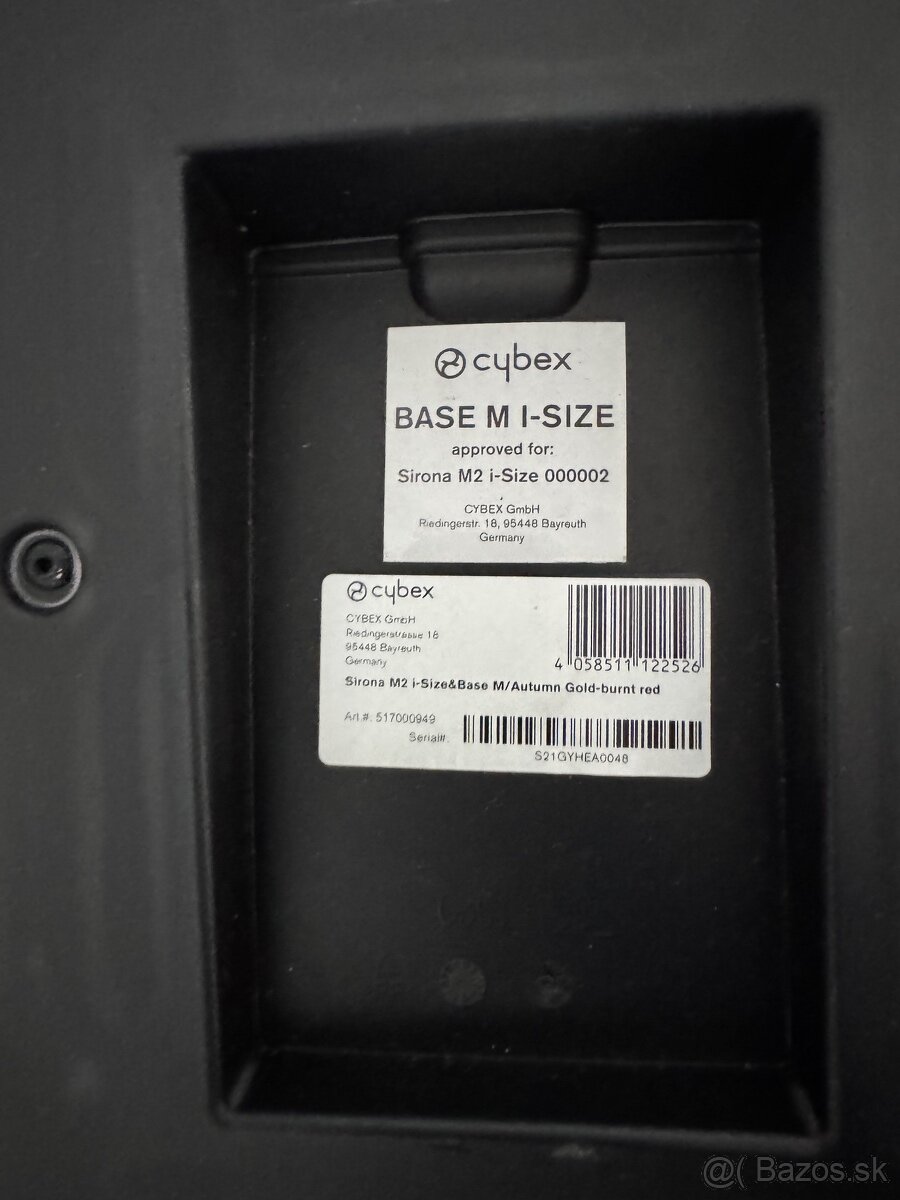 cybex
BASE M I-SIZE
approved for:
Sirona M2 i-Size 000002
CYBEX GmbH
Riedingerstr. 18, 95448 Bayreuth
Germany
cybex
CYBEX GmbH
Riedingerstrasse 18
95448 Bayreuth
Germany
4 058511 122526
Sirona M2 i-Size&Base M/Autumn Gold-burnt red
Art.#. 517000949
Serial#.
S21GYHEA0048
@( Bazos.sk